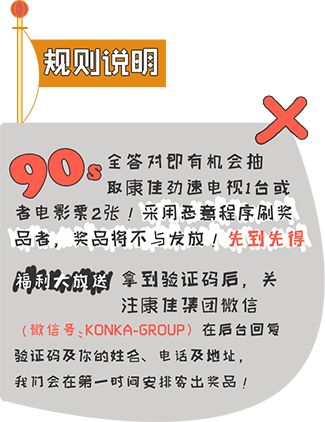 规则说明
90s 全答对即有机会抽
取康佳劲速电视1台或
者电影票2张！采用恶意程序刷奖
品者，奖品将不与发放！先到先得
福利大放送 拿到验证码后，关
注康佳集团微信
（微信号：KONKA-GROUP）在后台回复
验证码及你的姓名、电话及地址，
我们会在第一时间安排寄出奖品！